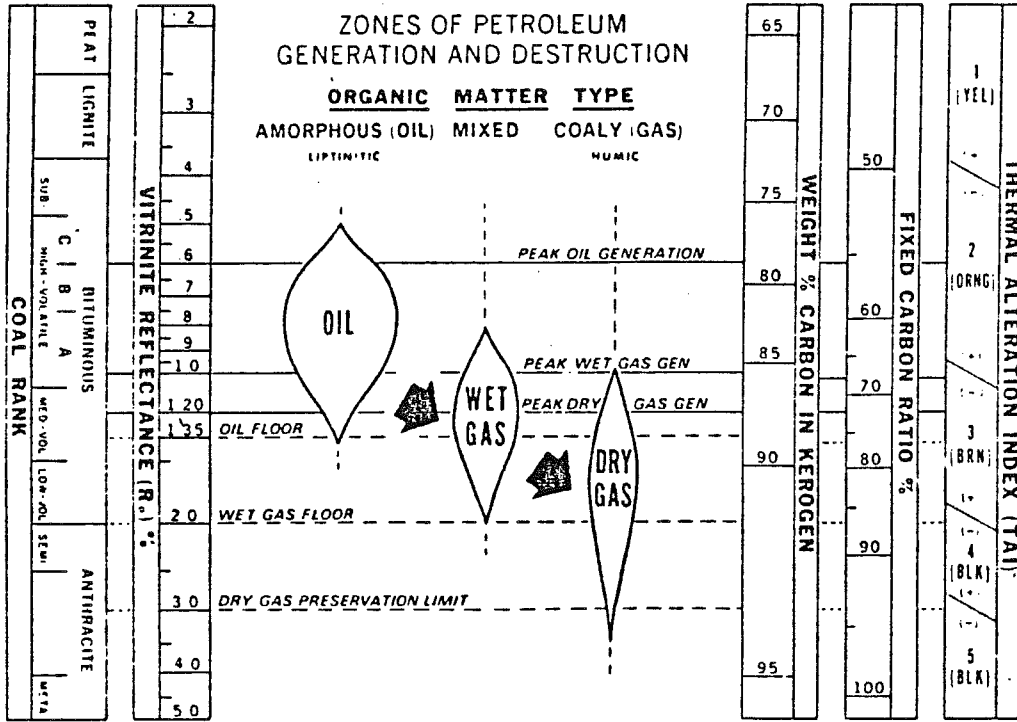 ZONES OF PETROLEUM
GENERATION AND DESTRUCTION
ORGANIC MATTER TYPE
AMORPHOUS (OIL) MIXED COALY (GAS)
LIPTINITIC HUMIC
COAL RANK
PEAT
LIGNITE
SUB-
BITUMINOUS
HIGH-VOLATILE
C | B | A
MED-VOL
LOW-VOL
SEMI
ANTHRACITE
META
VITRINITE REFLECTANCE (Ro) %
.2
.3
.4
.5
.6
.7
.8
.9
1.0
1.20
1.35
2.0
3.0
4.0
5.0
OIL
WET
GAS
DRY
GAS
PEAK OIL GENERATION
PEAK WET GAS GEN
PEAK DRY GAS GEN
OIL FLOOR
WET GAS FLOOR
DRY GAS PRESERVATION LIMIT
WEIGHT % CARBON IN KEROGEN
65
70
75
80
85
90
95
FIXED CARBON RATIO %
50
60
70
80
90
100
THERMAL ALTERATION INDEX (TAI)
1
(YEL)
(+)
(-)
2
(ORNG)
(+)
(-)
3
(BRN)
(+)
(-)
4
(BLK)
(+)
(-)
5
(BLK)